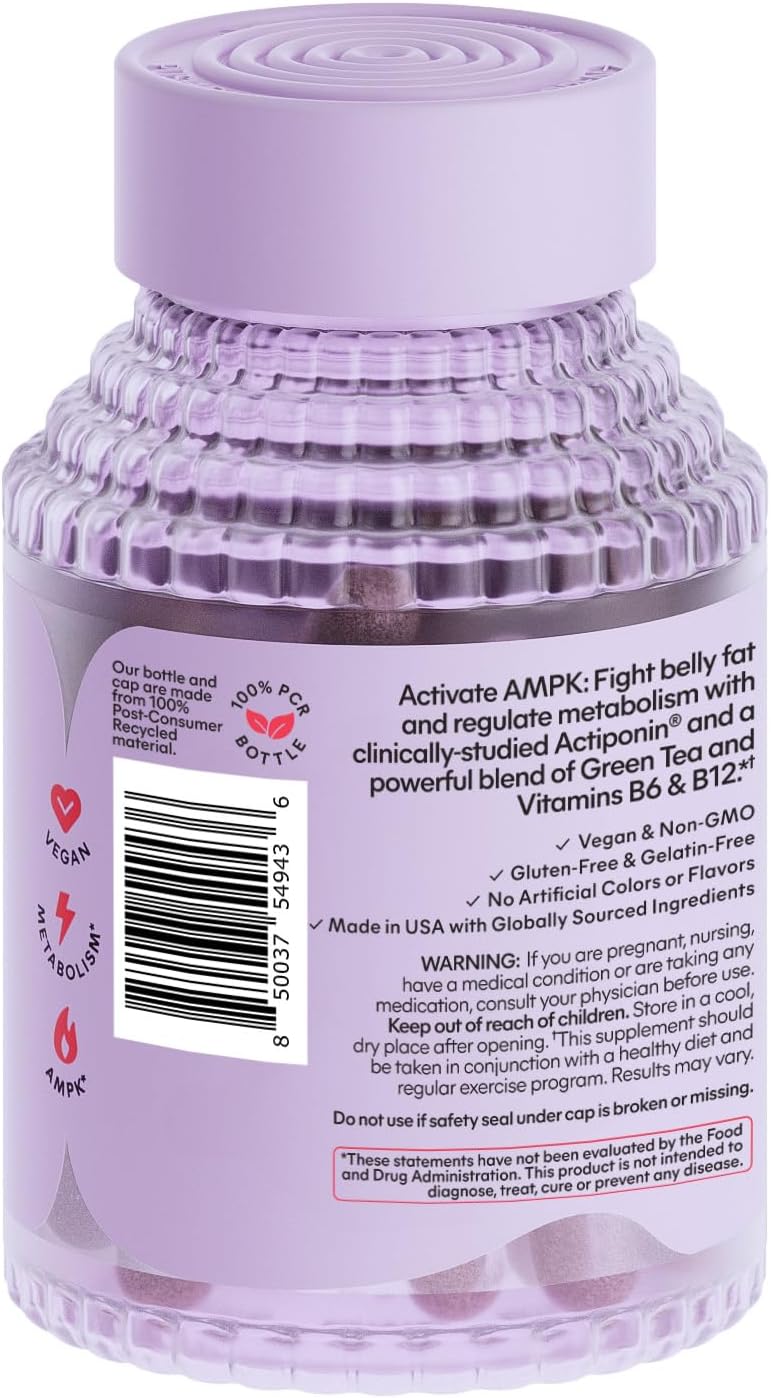 Our bottle and
cap are made
from 100%
Post-Consumer
Recycled
material.
100% PCR
BOTTLE
VEGAN
METABOLISM*
AMPK*
8 50037 54943 6
Activate AMPK: Fight belly fat
and regulate metabolism with
clinically-studied Actiponin® and a
powerful blend of Green Tea and
Vitamins B6 & B12.*†
✓ Vegan & Non-GMO
✓ Gluten-Free & Gelatin-Free
✓ No Artificial Colors or Flavors
✓ Made in USA with Globally Sourced Ingredients
WARNING: If you are pregnant, nursing,
have a medical condition or are taking any
medication, consult your physician before use.
Keep out of reach of children. Store in a cool,
dry place after opening. †This supplement should
be taken in conjunction with a healthy diet and
regular exercise program. Results may vary.
Do not use if safety seal under cap is broken or missing.
*These statements have not been evaluated by the Food
and Drug Administration. This product is not intended to
diagnose, treat, cure or prevent any disease.